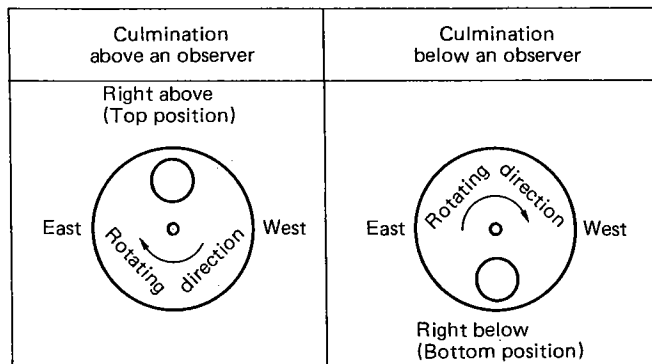 Culmination
above an observer
Culmination
below an observer
Right above
(Top position)
East
West
Rotating direction
East
West
Rotating direction
Right below
(Bottom position)